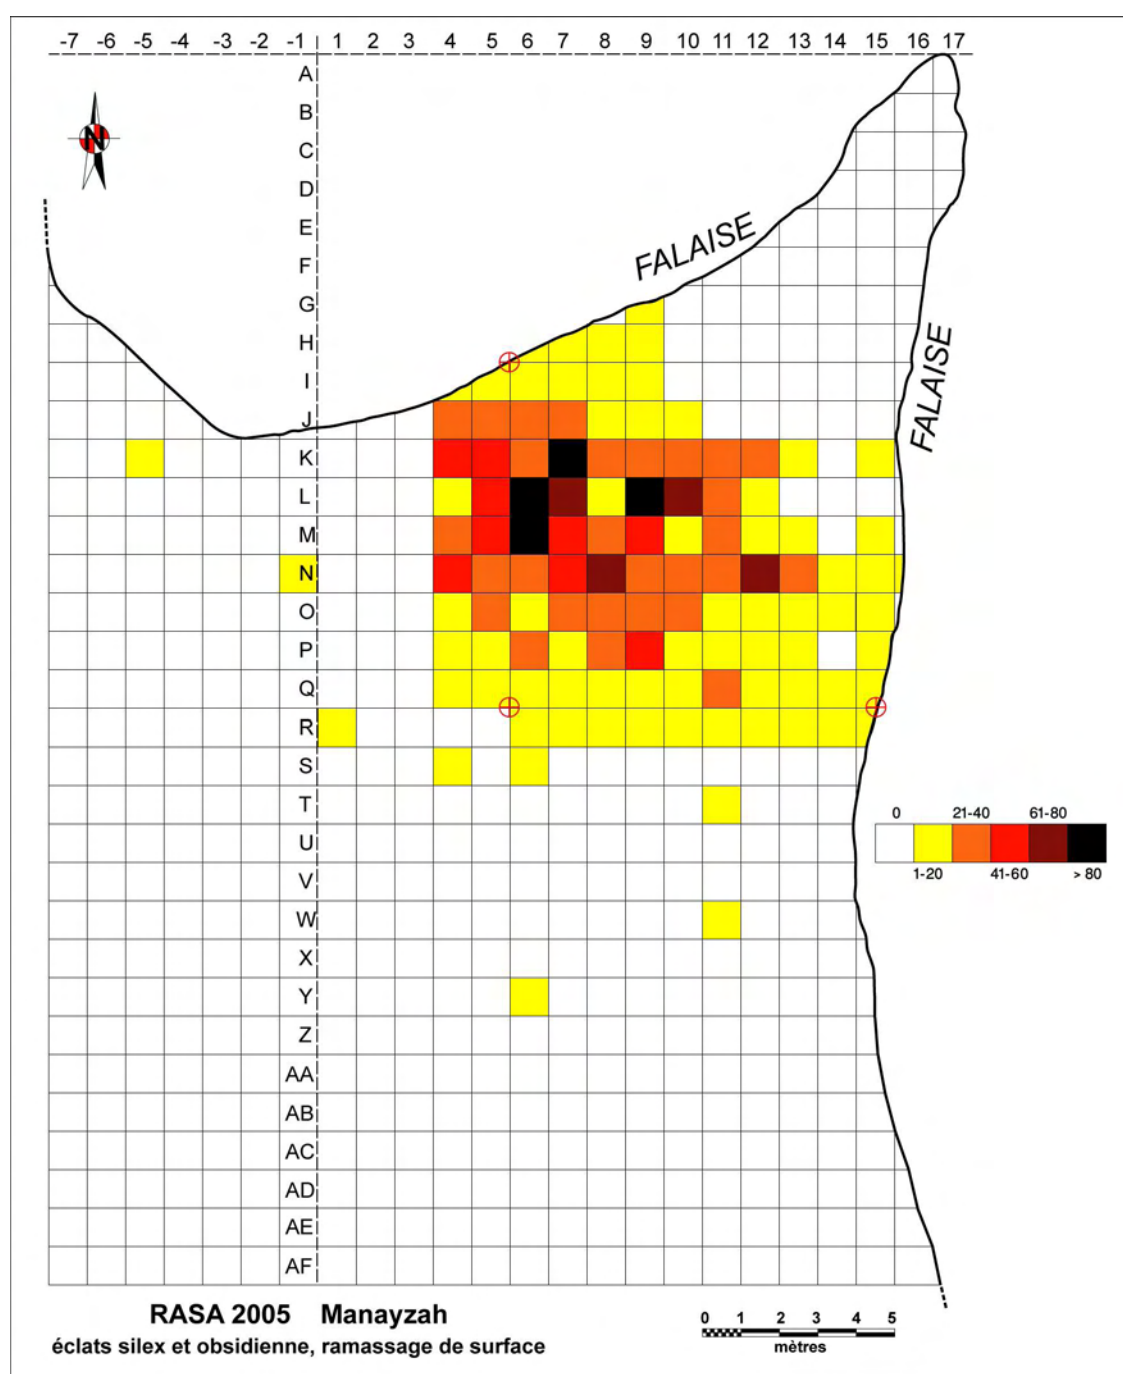 -7 -6 -5 -4 -3 -2 -1 1 2 3 4 5 6 7 8 9 10 11 12 13 14 15 16 17
A
B
N
C
D
E
FALAISE
F
G
H
FALAISE
I
J
K
L
M
N
O
P
Q
R
S
T
0 21-40 61-80
U
1-20 41-60 > 80
V
W
X
Y
Z
AA
AB
AC
AD
AE
AF
RASA 2005 Manayzah
0 1 2 3 4 5
éclats silex et obsidienne, ramassage de surface
mètres